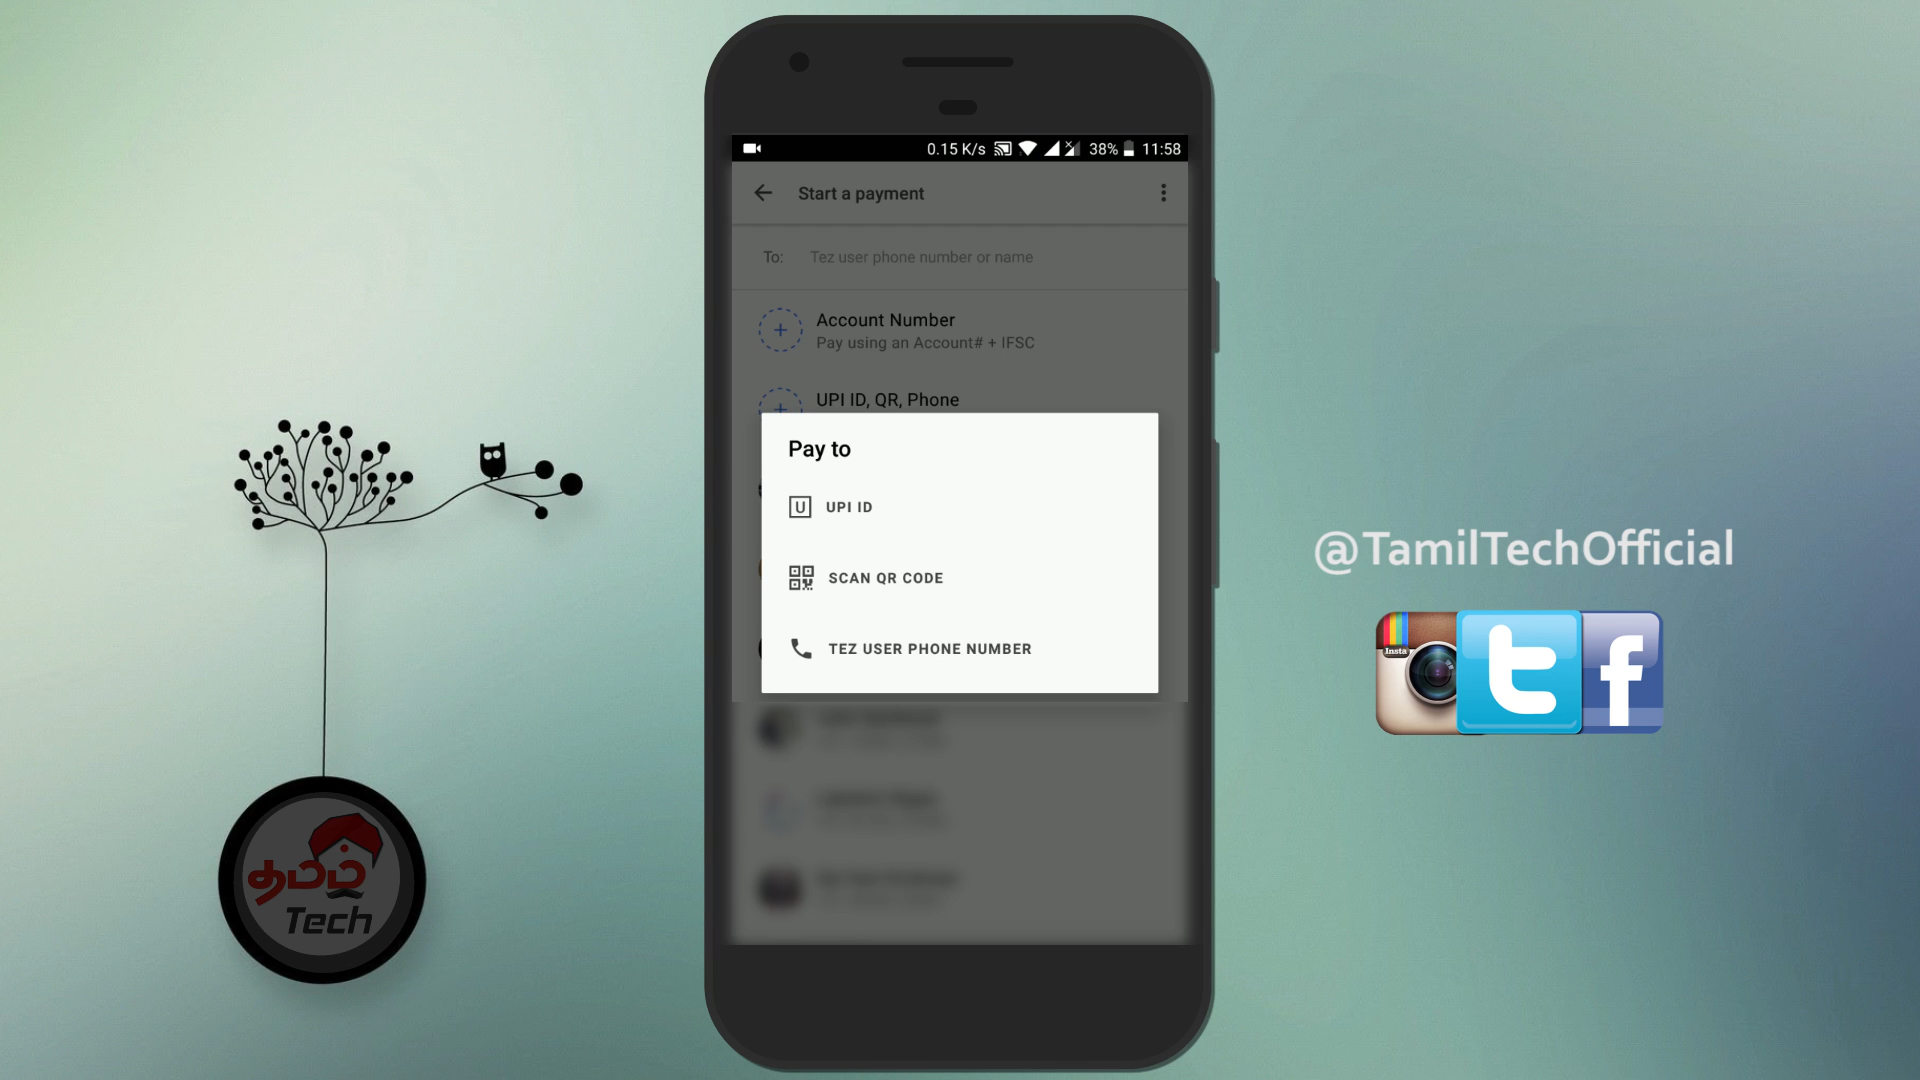 0.15 K/s 38% 11:58
Start a payment
To: Tez user phone number or name
Account Number
Pay using an Account# + IFSC
UPI ID, QR, Phone
Pay to
U UPI ID
SCAN QR CODE
TEZ USER PHONE NUMBER
@TamilTechOfficial
Insta
தமிழ்
Tech